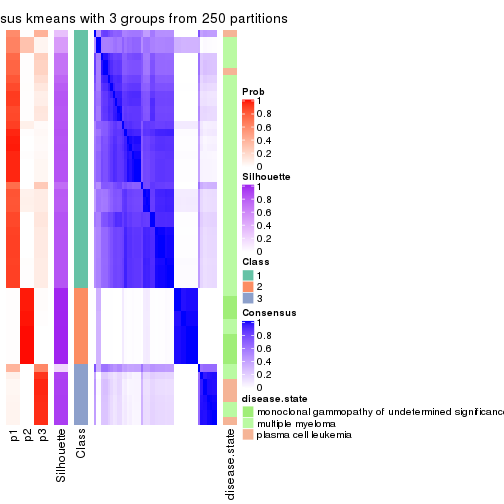 sus kmeans with 3 groups from 250 partitions
Prob
1
0.8
0.6
0.4
0.2
0
Silhouette
1
0.8
0.6
0.4
0.2
0
Class
1
2
3
Consensus
1
0.8
0.6
0.4
0.2
0
disease.state
monoclonal gammopathy of undetermined significance
multiple myeloma
plasma cell leukemia
p1
p2
p3
Silhouette
Class
disease.state